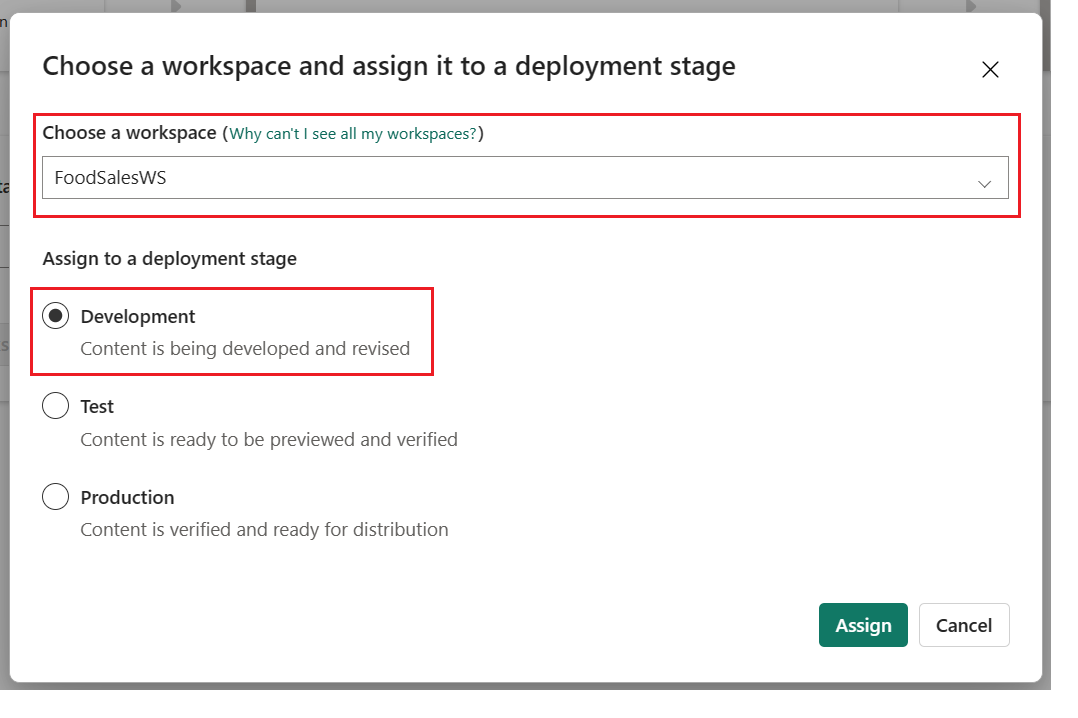 Choose a workspace and assign it to a deployment stage
Choose a workspace (Why can't I see all my workspaces?)
FoodSalesWS
Assign to a deployment stage
Development
Content is being developed and revised
Test
Content is ready to be previewed and verified
Production
Content is verified and ready for distribution
Assign Cancel